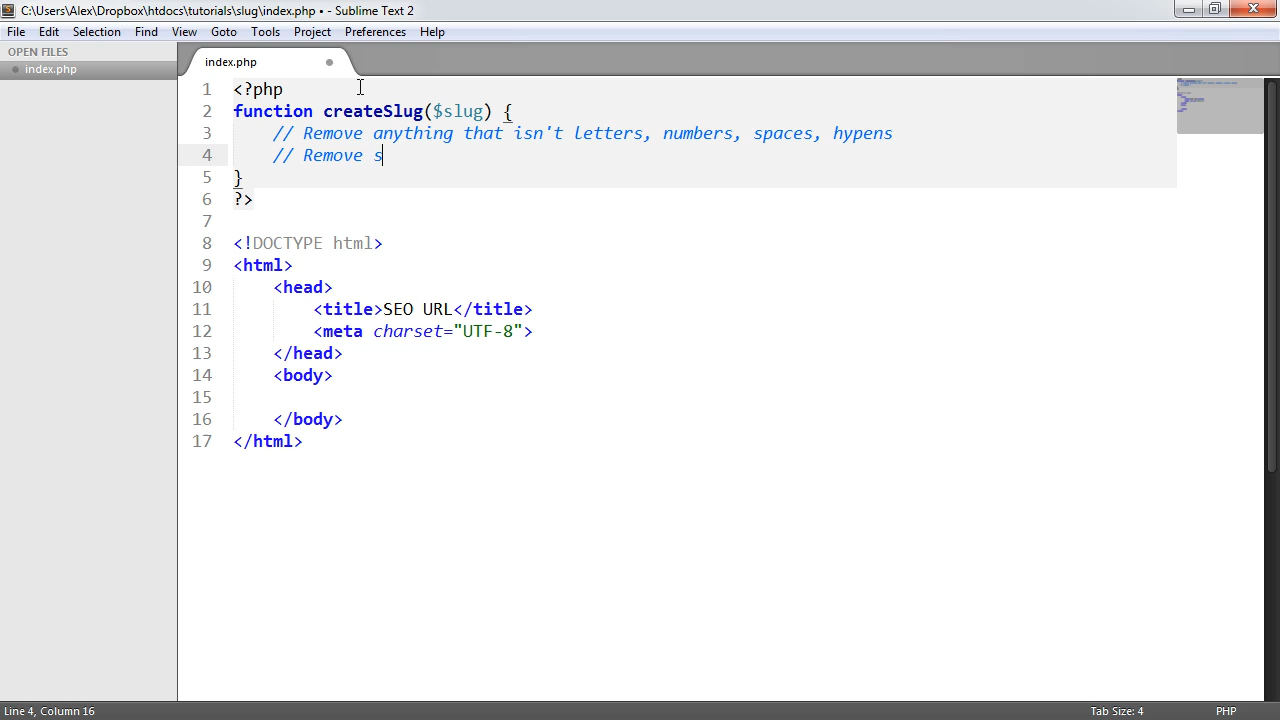 C:\Users\Alex\Dropbox\htdocs\tutorials\slug\index.php • - Sublime Text 2
File Edit Selection Find View Goto Tools Project Preferences Help
OPEN FILES
index.php
index.php
1 <?php
2 function createSlug($slug) {
3 // Remove anything that isn't letters, numbers, spaces, hypens
4 // Remove s
5 }
6 ?>
7
8 <!DOCTYPE html>
9 <html>
10 <head>
11 <title>SEO URL</title>
12 <meta charset="UTF-8">
13 </head>
14 <body>
15
16 </body>
17 </html>
Line 4, Column 16 Tab Size: 4 PHP